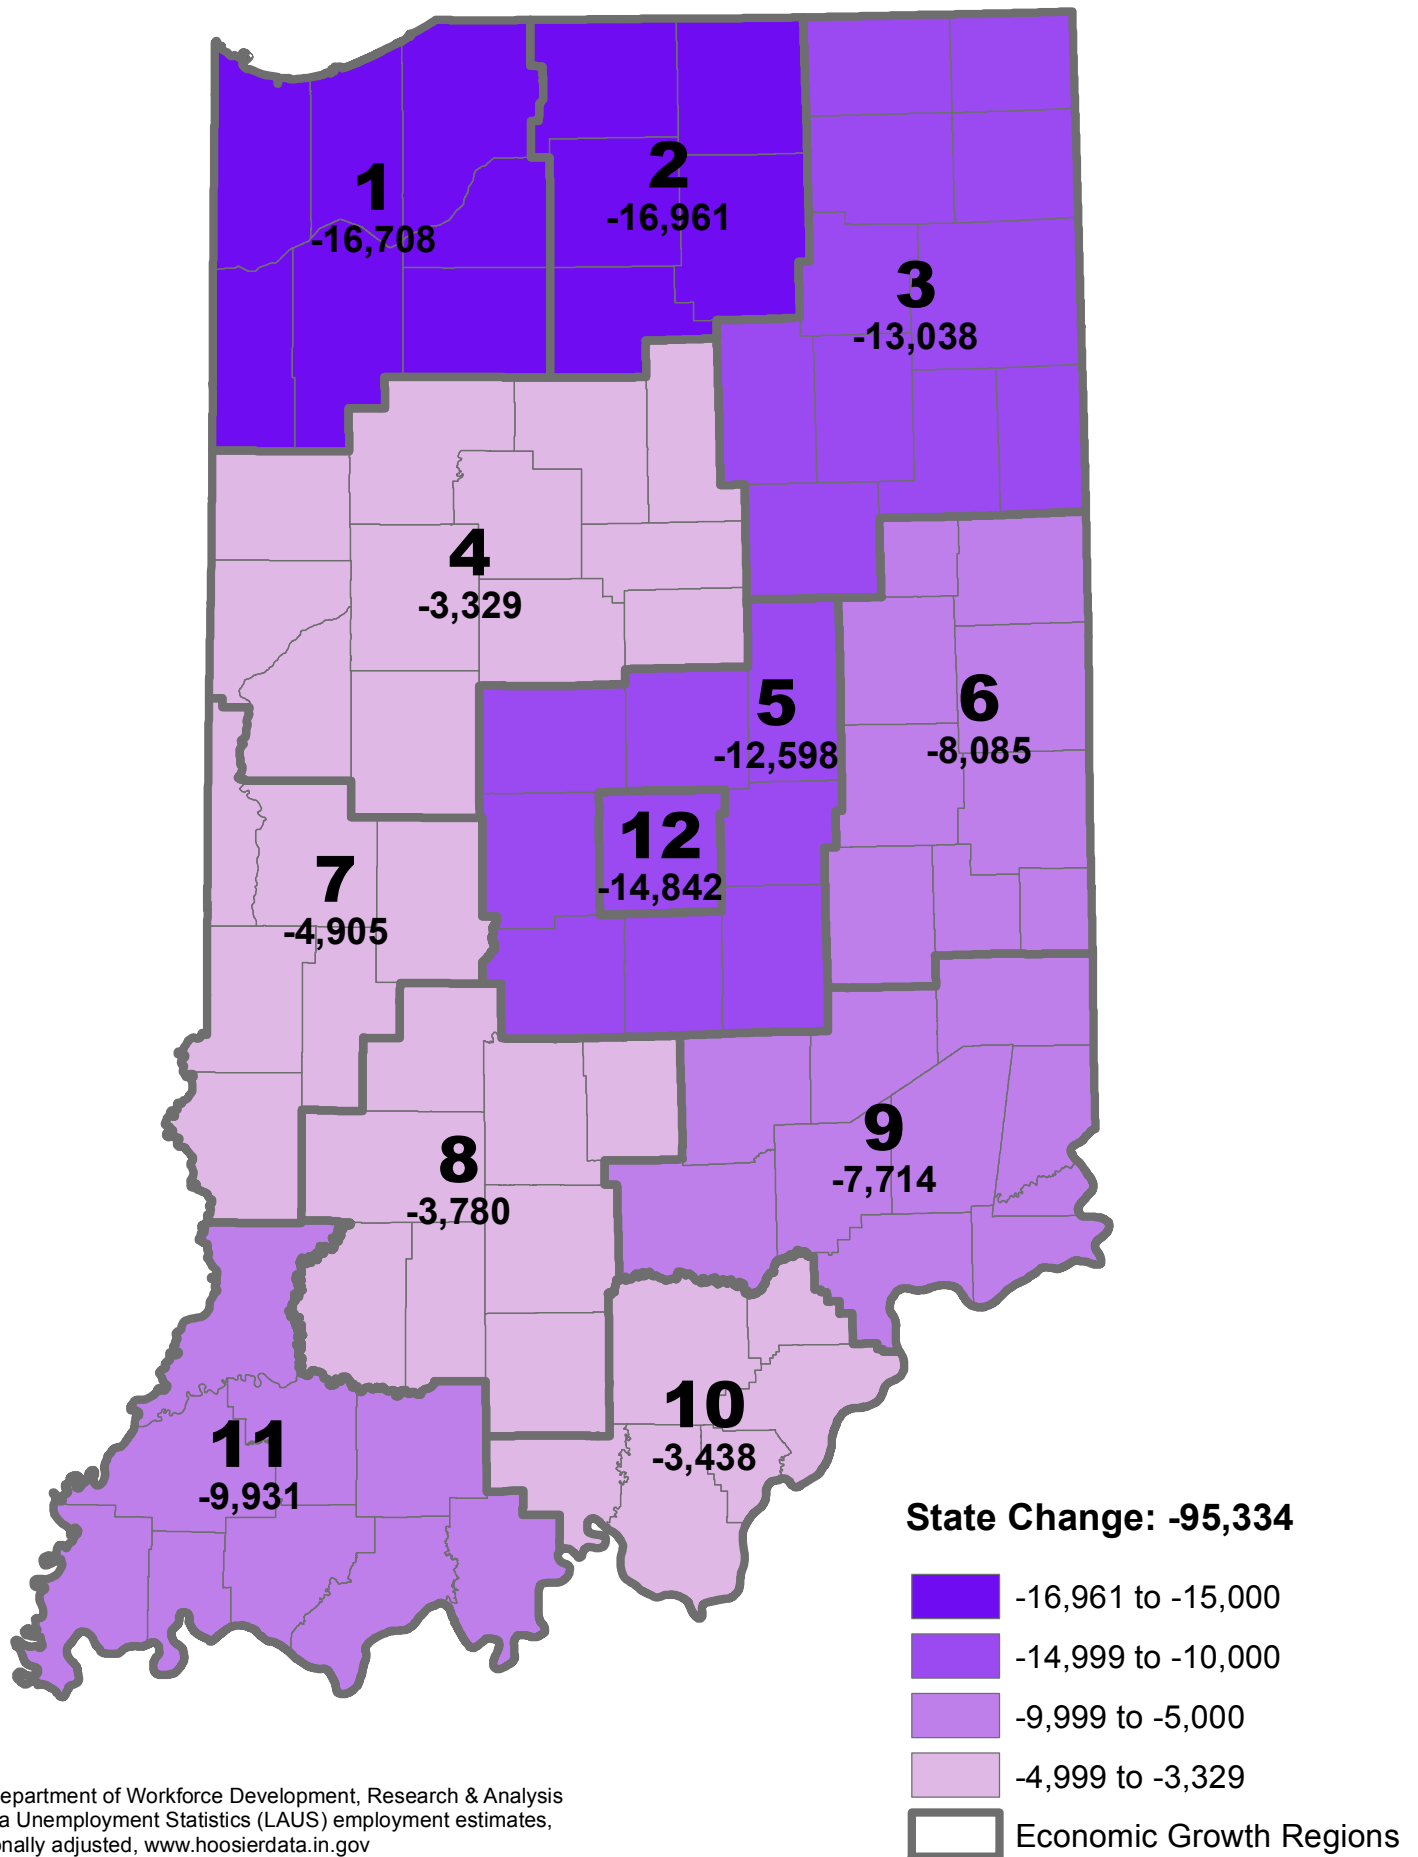 1
-16,708
2
-16,961
3
-13,038
4
-3,329
5
-12,598
6
-8,085
12
-14,842
7
-4,905
8
-3,780
9
-7,714
10
-3,438
11
-9,931
State Change: -95,334
-16,961 to -15,000
-14,999 to -10,000
-9,999 to -5,000
-4,999 to -3,329
Economic Growth Regions
epartment of Workforce Development, Research & Analysis
a Unemployment Statistics (LAUS) employment estimates,
onally adjusted, www.hoosierdata.in.gov